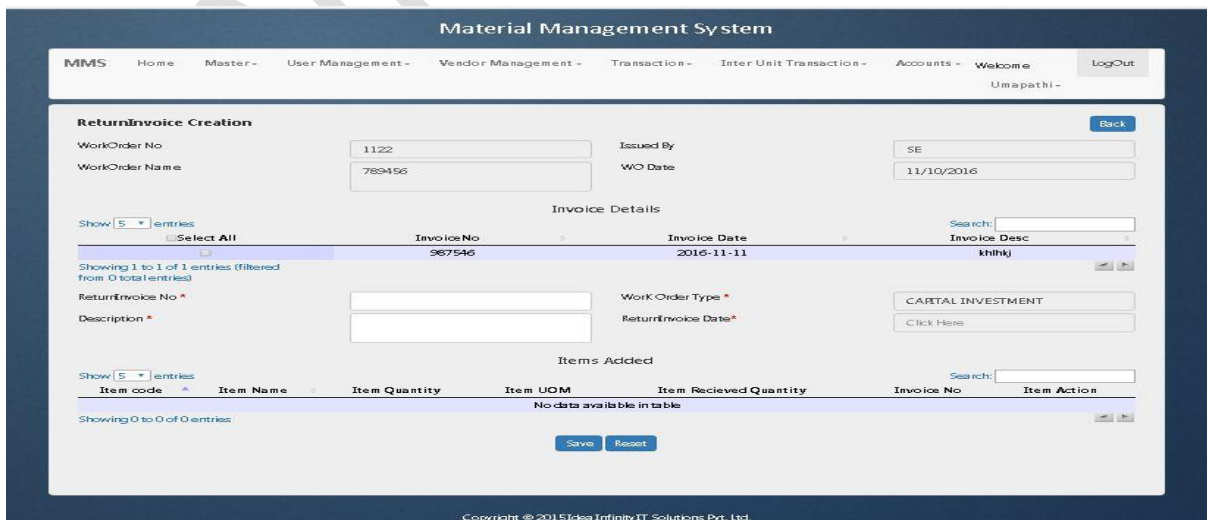 Material Management System
MMS Home Master- User Management- Vendor Management - Transaction- Inter Unit Transaction- Accounts - Welcome LogOut
Umapathi-
ReturnInvoice Creation Back
WorkOrder No 1122 Issued By SE
WorkOrder Name 789456 WO Date 11/10/2016
Invoice Details
Show 5 entries Search:
Select All InvoiceNo Invoice Date Invoice Desc
987546 2016-11-11 khlhkj
Showing 1 to 1 of 1 entries (filtered
from 0 total entries)
ReturnInvoice No * Work Order Type * CAPITAL INVESTMENT
Description * ReturnInvoice Date* Click Here
Items Added
Show 5 entries Search:
Item code Item Name Item Quantity Item UOM Item Recieved Quantity Invoice No Item Action
No data available in table
Showing 0 to 0 of 0 entries
Save Reset
Copyright © 2015 Idea Infinity IT Solutions Pvt. Ltd.